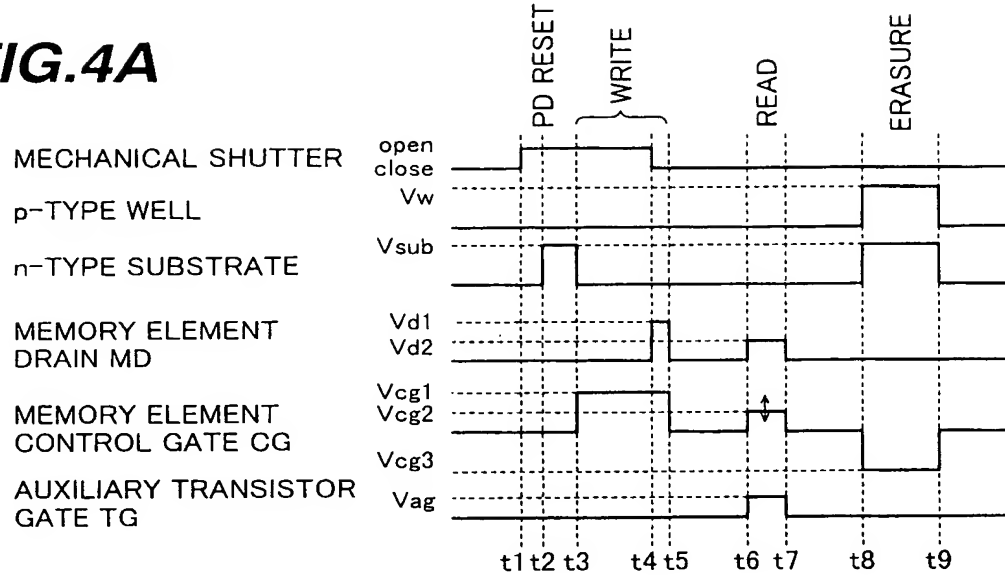 FIG.4A
PD RESET
WRITE
READ
ERASURE
MECHANICAL SHUTTER
open
close
p-TYPE WELL
Vw
n-TYPE SUBSTRATE
Vsub
MEMORY ELEMENT
DRAIN MD
Vd1
Vd2
MEMORY ELEMENT
CONTROL GATE CG
Vcg1
Vcg2
Vcg3
AUXILIARY TRANSISTOR
GATE TG
Vag
t1 t2 t3 t4 t5 t6 t7 t8 t9